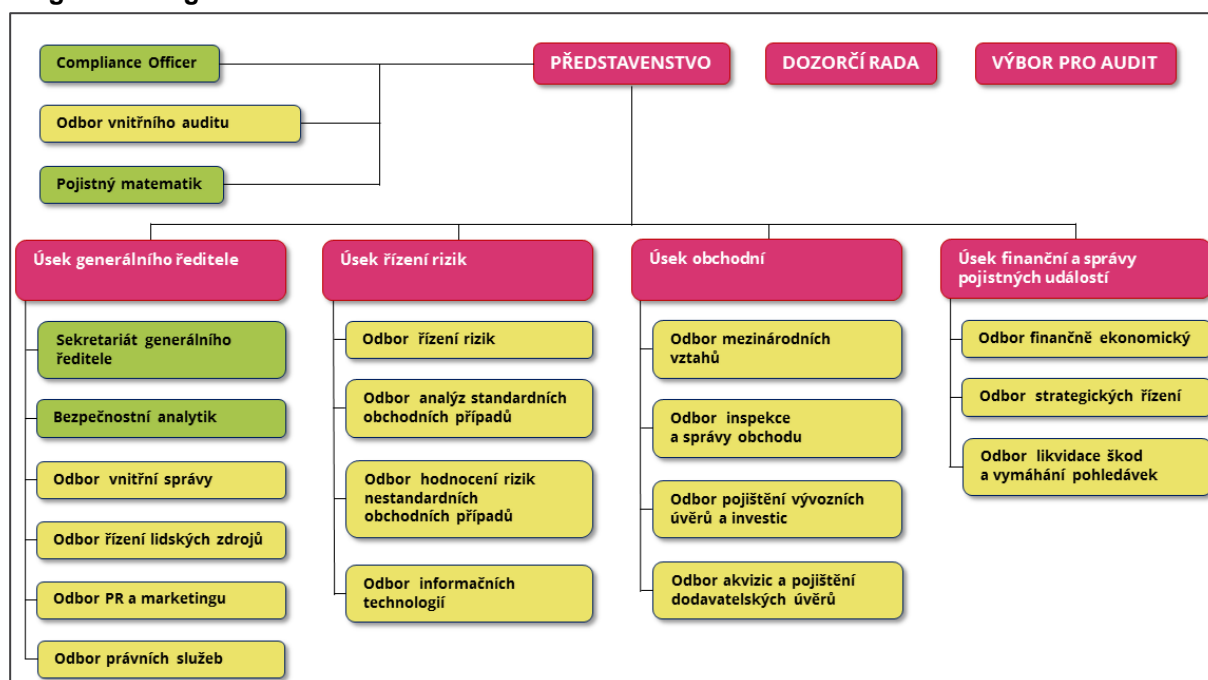 Compliance Officer
PŘEDSTAVENSTVO
DOZORČÍ RADA
VÝBOR PRO AUDIT
Odbor vnitřního auditu
Pojistný matematik
Úsek generálního ředitele
Sekretariát generálního
ředitele
Bezpečnostní analytik
Odbor vnitřní správy
Odbor řízení lidských zdrojů
Odbor PR a marketingu
Odbor právních služeb
Úsek řízení rizik
Odbor řízení rizik
Odbor analýz standardních
obchodních případů
Odbor hodnocení rizik
nestandardních
obchodních případů
Odbor informačních
technologií
Úsek obchodní
Odbor mezinárodních
vztahů
Odbor inspekce
a správy obchodu
Odbor pojištění vývozních
úvěrů a investic
Odbor akvizic a pojištění
dodavatelských úvěrů
Úsek finanční a správy
pojistných událostí
Odbor finančně ekonomický
Odbor strategických řízení
Odbor likvidace škod
a vymáhání pohledávek